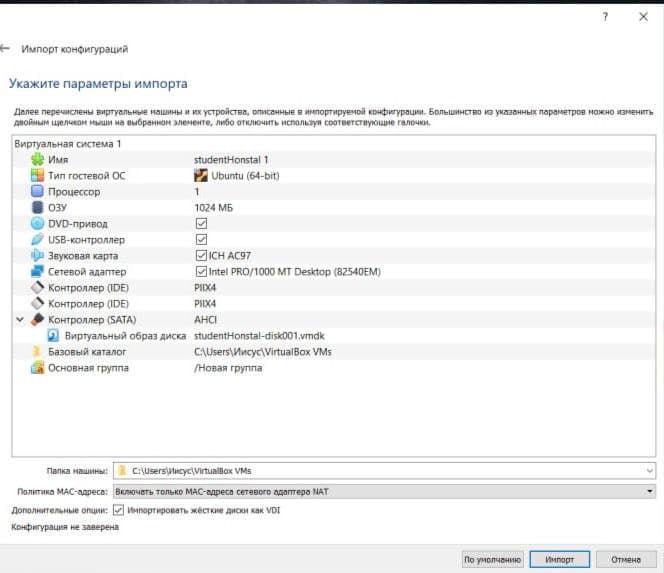 ?
Импорт конфигураций
Укажите параметры импорта
Далее перечислены виртуальные машины и их устройства, описанные в импортируемой конфигурации. Большинство из указанных параметров можно изменить
двойным щелчком мыши на выбранном элементе, либо отключить используя соответствующие галочки.
Виртуальная система 1
Имя studentHonstal 1
Тип гостевой ОС Ubuntu (64-bit)
Процессор 1
ОЗУ 1024 МБ
DVD-привод
USB-контроллер
Звуковая карта ICH AC97
Сетевой адаптер Intel PRO/1000 MT Desktop (82540EM)
Контроллер (IDE) PIIX4
Контроллер (IDE) PIIX4
Контроллер (SATA) AHCI
Виртуальный образ диска studentHonstal-disk001.vmdk
Базовый каталог C:\Users\Иисус\VirtualBox VMs
Основная группа /Новая группа
Папка машины: C:\Users\Иисус\VirtualBox VMs
Политика MAC-адреса: Включать только MAC-адреса сетевого адаптера NAT
Дополнительные опции: Импортировать жёсткие диски как VDI
Конфигурация не заверена
По умолчанию Импорт Отмена